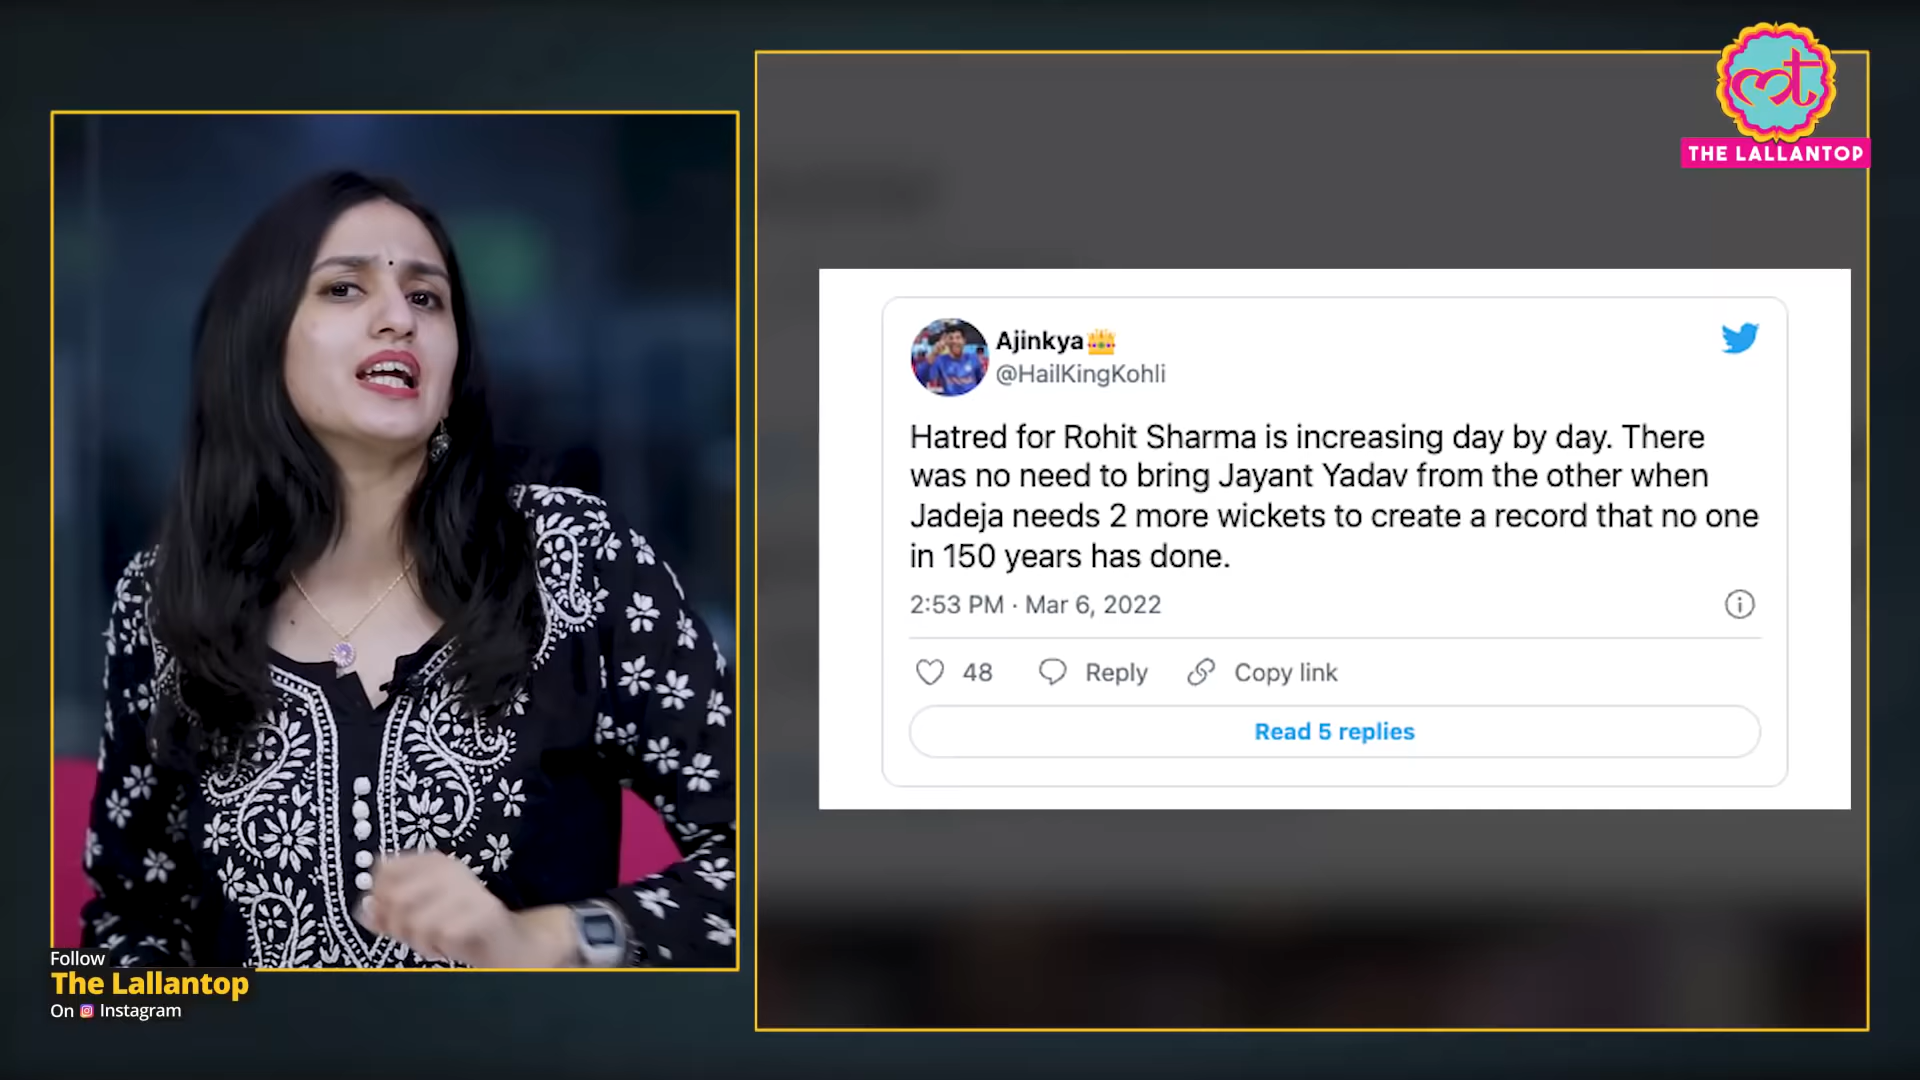 THE LALLANTOP
Ajinkya
@HailKingKohli
Hatred for Rohit Sharma is increasing day by day. There
was no need to bring Jayant Yadav from the other when
Jadeja needs 2 more wickets to create a record that no one
in 150 years has done.
2:53 PM · Mar 6, 2022
48 Reply Copy link
Read 5 replies
Follow
The Lallantop
On Instagram